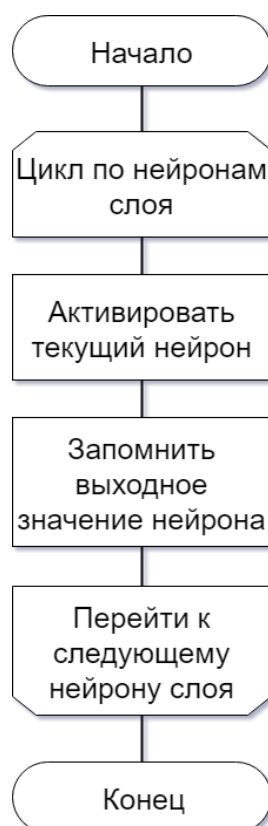 Начало
Цикл по нейронам
слоя
Активировать
текущий нейрон
Запомнить
выходное
значение нейрона
Перейти к
следующему
нейрону слоя
Конец